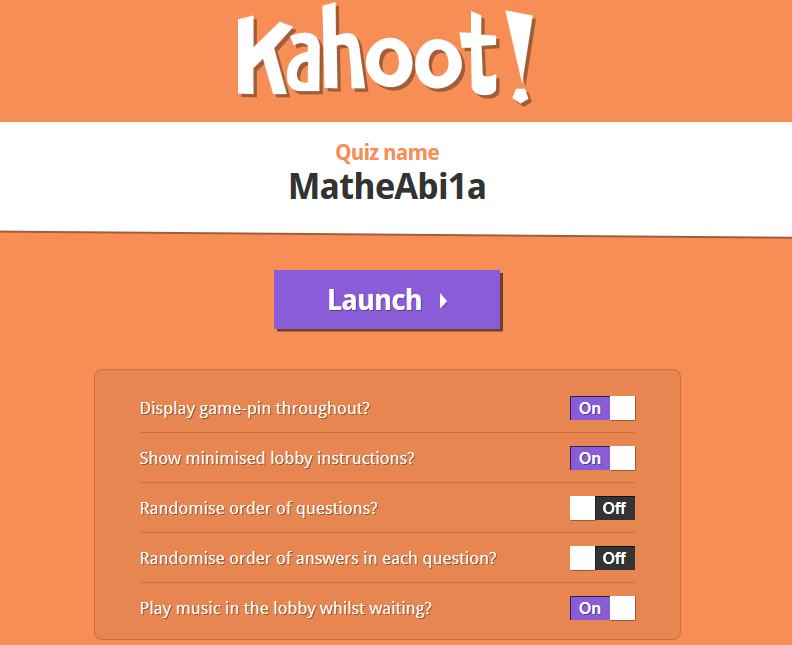 Kahoot!
Quiz name
MatheAbi1a
Launch
Display game-pin throughout? On
Show minimised lobby instructions? On
Randomise order of questions? Off
Randomise order of answers in each question? Off
Play music in the lobby whilst waiting? On